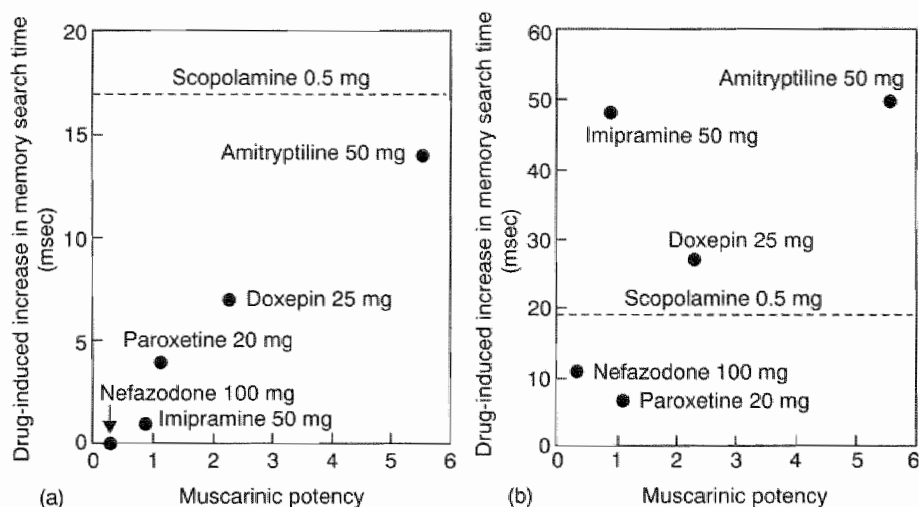 Drug-induced increase in memory search time
(msec)
20
15
10
5
0
Scopolamine 0.5 mg
Amitryptiline 50 mg
Doxepin 25 mg
Paroxetine 20 mg
Nefazodone 100 mg
Imipramine 50 mg
0 1 2 3 4 5 6
(a) Muscarinic potency
Drug-induced increase in memory search time
(msec)
60
50
40
30
20
10
0
Amitryptiline 50 mg
Imipramine 50 mg
Doxepin 25 mg
Scopolamine 0.5 mg
Nefazodone 100 mg
Paroxetine 20 mg
0 1 2 3 4 5 6
(b) Muscarinic potency